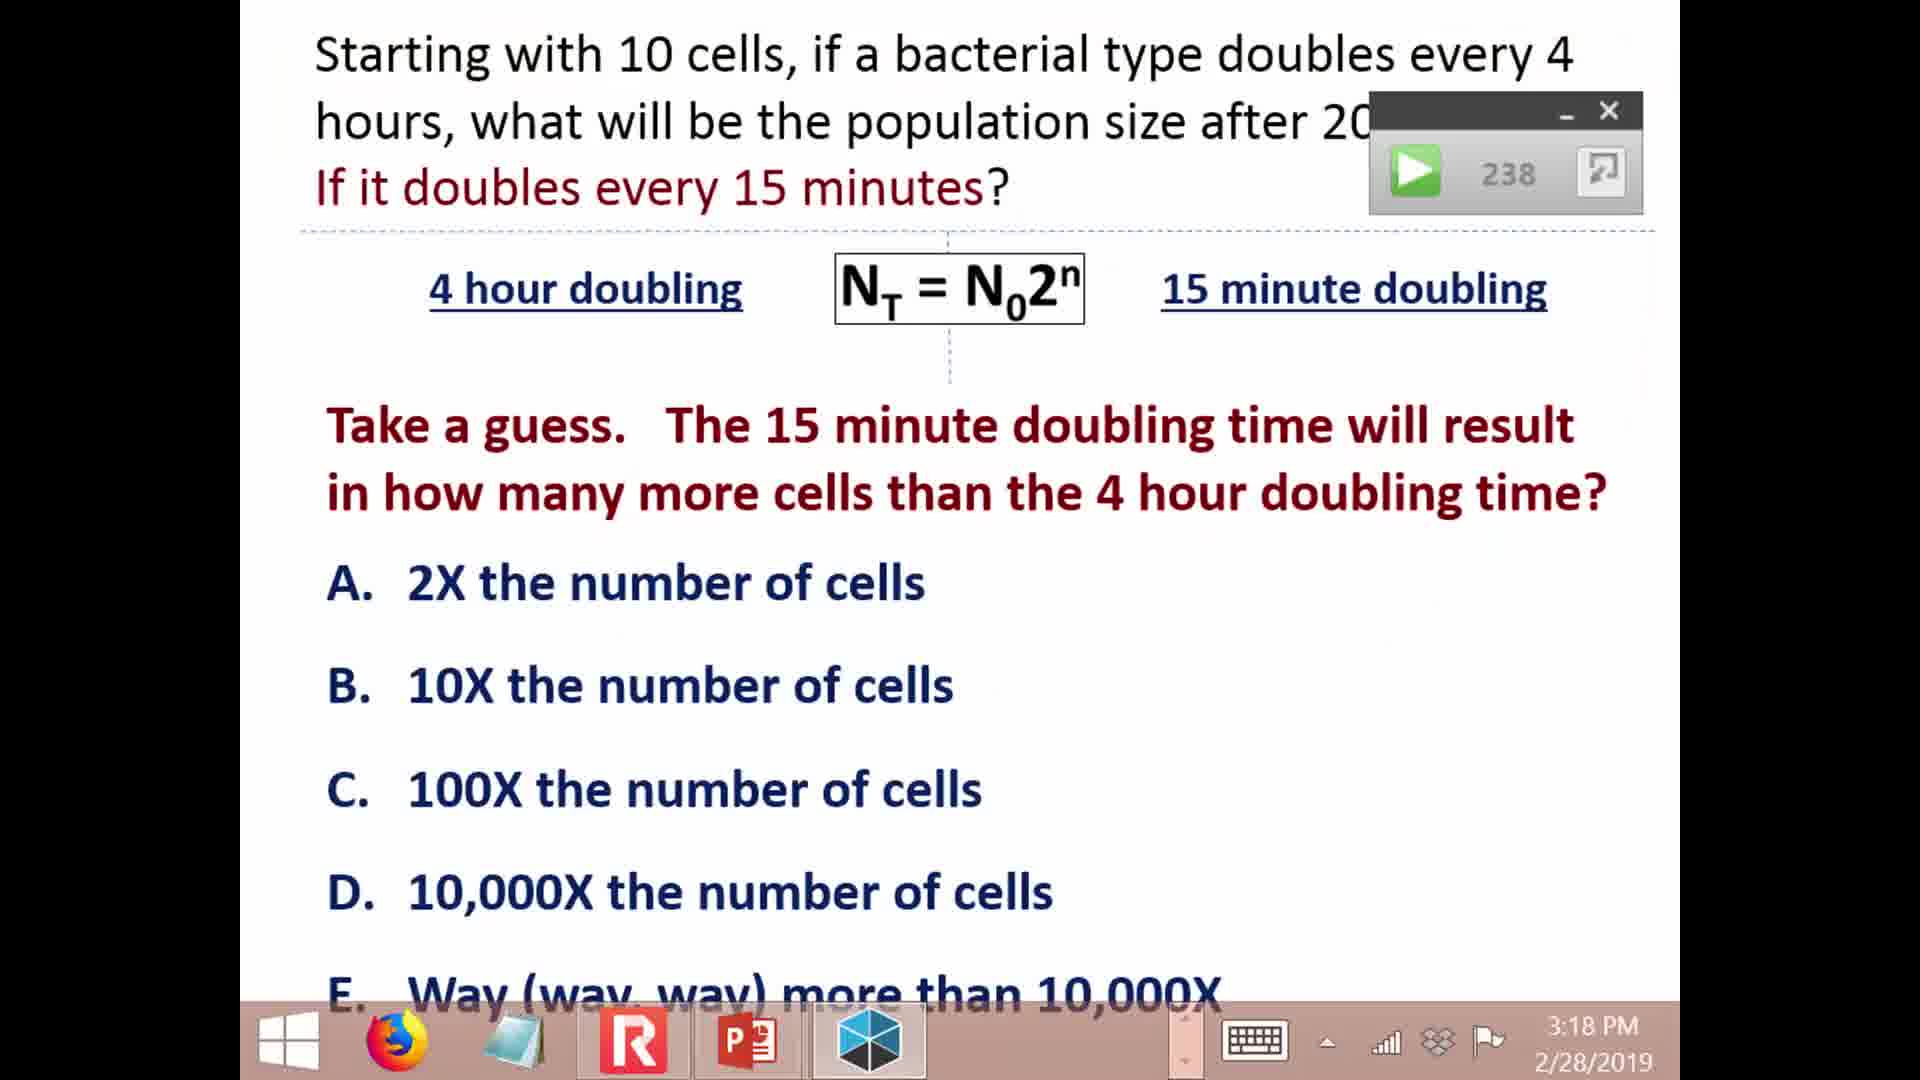 Starting with 10 cells, if a bacterial type doubles every 4
hours, what will be the population size after 20
If it doubles every 15 minutes?
238
4 hour doubling
N_T = N_0 2^n
15 minute doubling
Take a guess. The 15 minute doubling time will result
in how many more cells than the 4 hour doubling time?
A. 2X the number of cells
B. 10X the number of cells
C. 100X the number of cells
D. 10,000X the number of cells
E. Way (way, way) more than 10,000X
3:18 PM
2/28/2019